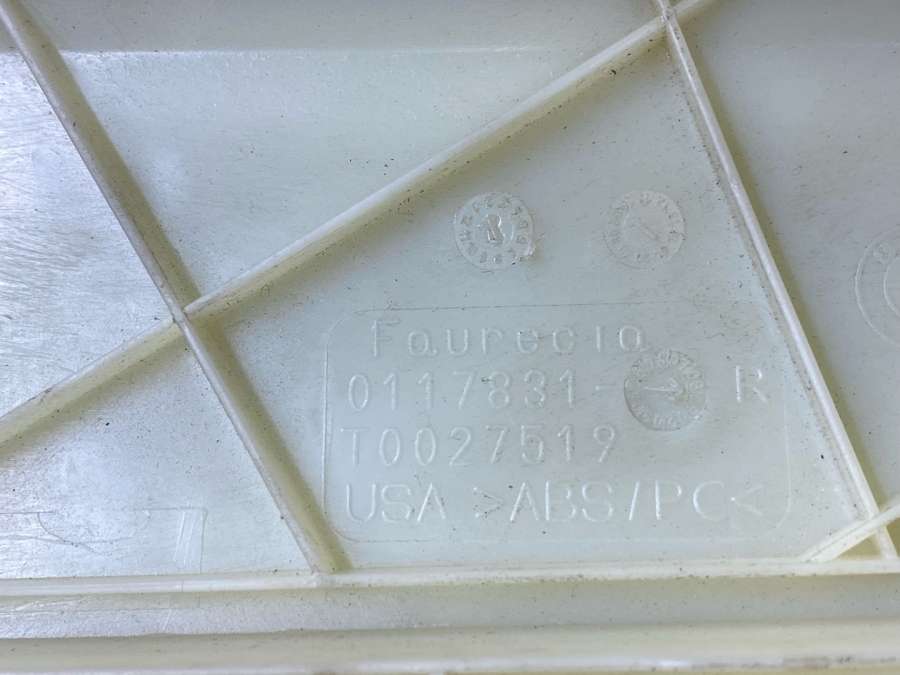 Faurecia
0117831- R
T0027519
USA >ABS/PC<